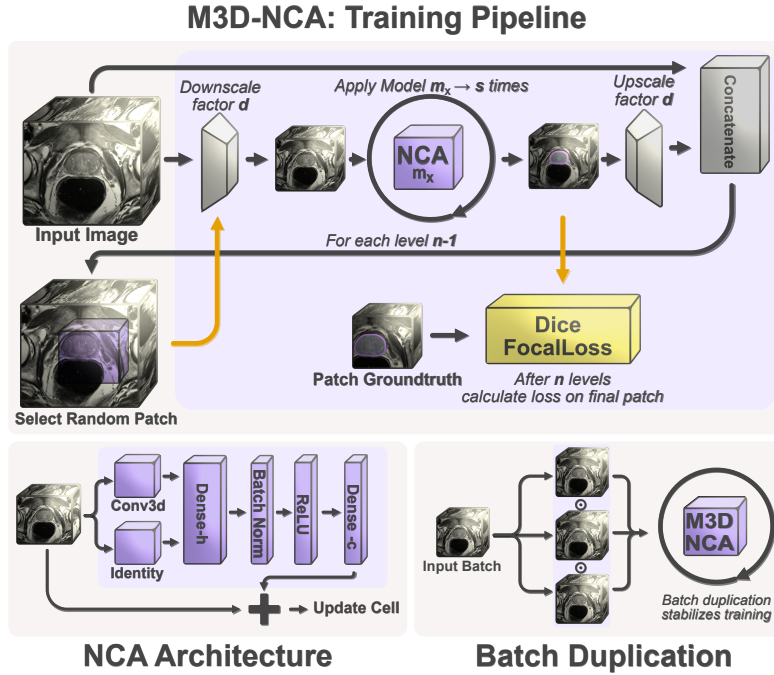 M3D-NCA: Training Pipeline
Downscale
factor d
Apply Model mx → s times
Upscale
factor d
Concatenate
NCA
mx
Input Image
For each level n-1
Dice
FocalLoss
Patch Groundtruth
After n levels
calculate loss on final patch
Select Random Patch
Conv3d
Identity
Dense-h
Batch Norm
ReLU
Dense -c
Update Cell
NCA Architecture
Input Batch
M3D
NCA
Batch duplication
stabilizes training
Batch Duplication